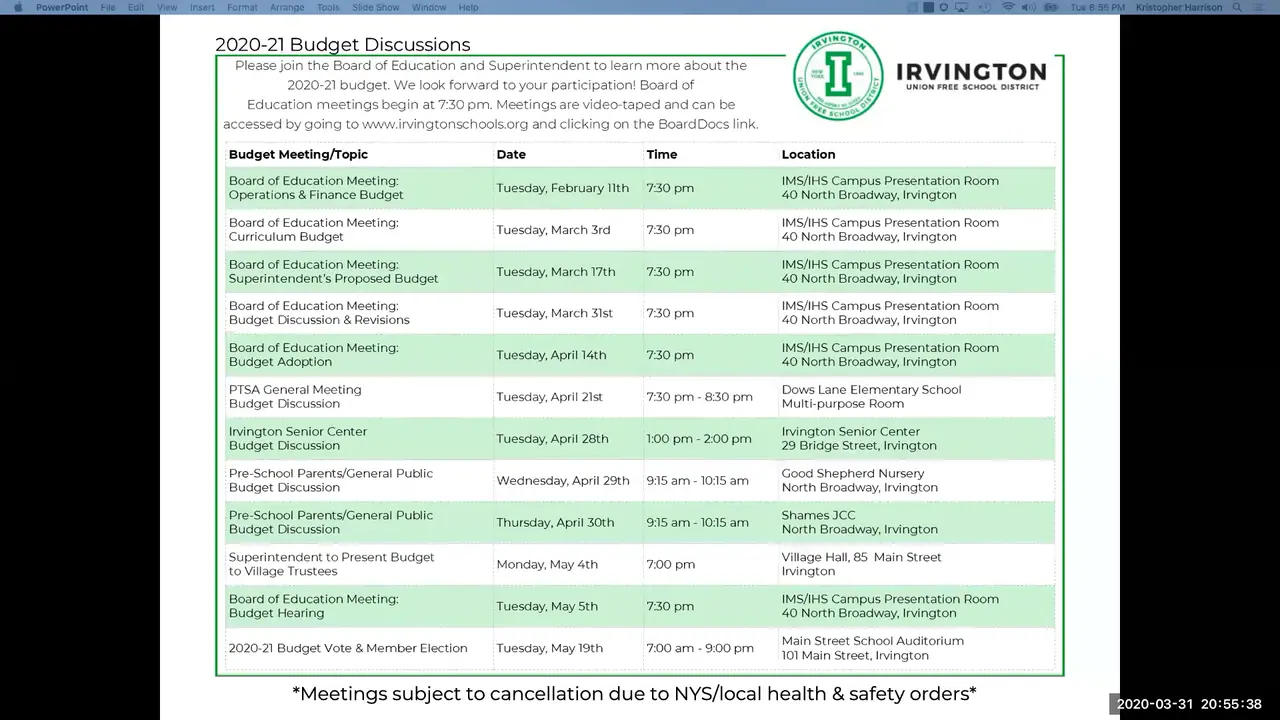 PowerPoint File Edit View Insert Format Arrange Tools Slide Show Window Help Tue 8:55 PM Kristopher Harrison
2020-21 Budget Discussions
Please join the Board of Education and Superintendent to learn more about the
2020-21 budget. We look forward to your participation! Board of
Education meetings begin at 7:30 pm. Meetings are video-taped and can be
accessed by going to www.irvingtonschools.org and clicking on the BoardDocs link.
IRVINGTON
UNION FREE SCHOOL DISTRICT
I
IRVINGTON
UNION FREE SCHOOL DISTRICT
Budget Meeting/Topic Date Time Location
Board of Education Meeting:
Operations & Finance Budget
Tuesday, February 11th
7:30 pm
IMS/IHS Campus Presentation Room
40 North Broadway, Irvington
Board of Education Meeting:
Curriculum Budget
Tuesday, March 3rd
7:30 pm
IMS/IHS Campus Presentation Room
40 North Broadway, Irvington
Board of Education Meeting:
Superintendent's Proposed Budget
Tuesday, March 17th
7:30 pm
IMS/IHS Campus Presentation Room
40 North Broadway, Irvington
Board of Education Meeting:
Budget Discussion & Revisions
Tuesday, March 31st
7:30 pm
IMS/IHS Campus Presentation Room
40 North Broadway, Irvington
Board of Education Meeting:
Budget Adoption
Tuesday, April 14th
7:30 pm
IMS/IHS Campus Presentation Room
40 North Broadway, Irvington
PTSA General Meeting
Budget Discussion
Tuesday, April 21st
7:30 pm - 8:30 pm
Dows Lane Elementary School
Multi-purpose Room
Irvington Senior Center
Budget Discussion
Tuesday, April 28th
1:00 pm - 2:00 pm
Irvington Senior Center
29 Bridge Street, Irvington
Pre-School Parents/General Public
Budget Discussion
Wednesday, April 29th
9:15 am - 10:15 am
Good Shepherd Nursery
North Broadway, Irvington
Pre-School Parents/General Public
Budget Discussion
Thursday, April 30th
9:15 am - 10:15 am
Shames JCC
North Broadway, Irvington
Superintendent to Present Budget
to Village Trustees
Monday, May 4th
7:00 pm
Village Hall, 85 Main Street
Irvington
Board of Education Meeting:
Budget Hearing
Tuesday, May 5th
7:30 pm
IMS/IHS Campus Presentation Room
40 North Broadway, Irvington
2020-21 Budget Vote & Member Election
Tuesday, May 19th
7:00 am - 9:00 pm
Main Street School Auditorium
101 Main Street, Irvington
*Meetings subject to cancellation due to NYS/local health & safety orders*
2020-03-31 20:55:38